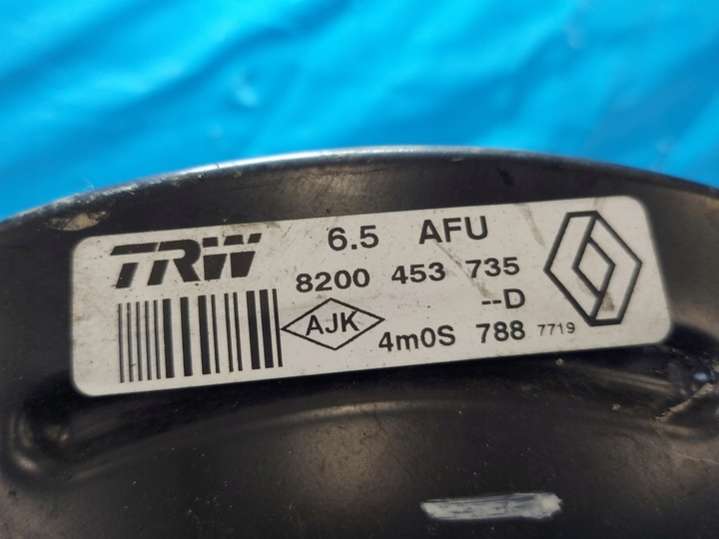 TRW 6.5 AFU
8200 453 735
--D
AJK 4m0S 788 7719